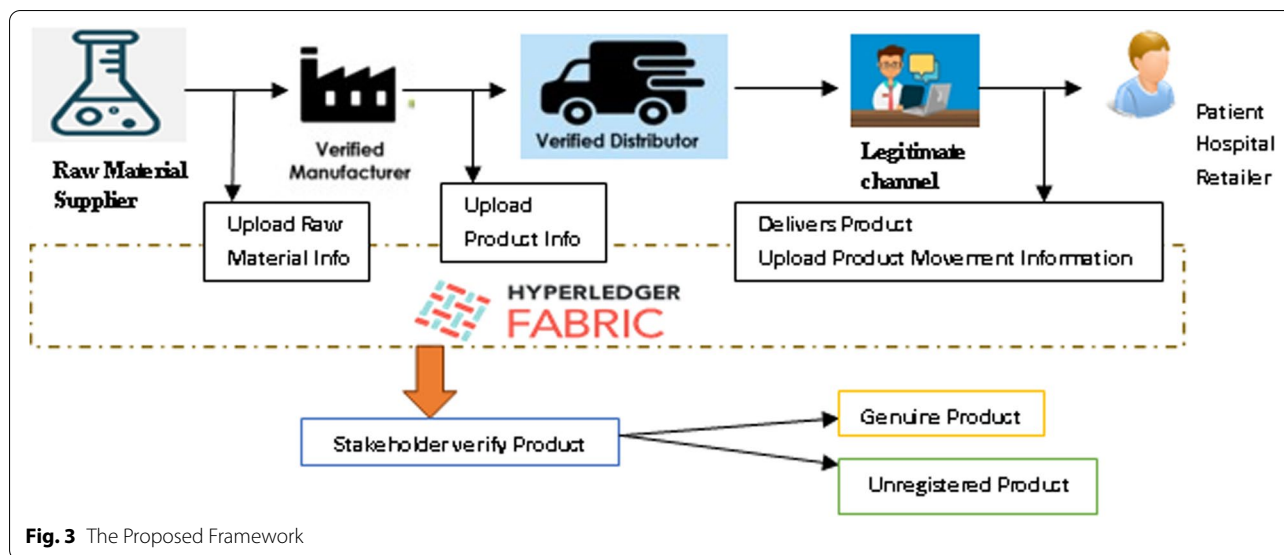 Raw Material
Supplier
Verified
Manufacturer
Verified Distributor
Legitimate
channel
Patient
Hospital
Retailer
Upload Raw
Material Info
Upload
Product Info
Delivers Product
Upload Product Movement Information
HYPERLEDGER
FABRIC
Stakeholder verify Product
Genuine Product
Unregistered Product
Fig. 3 The Proposed Framework